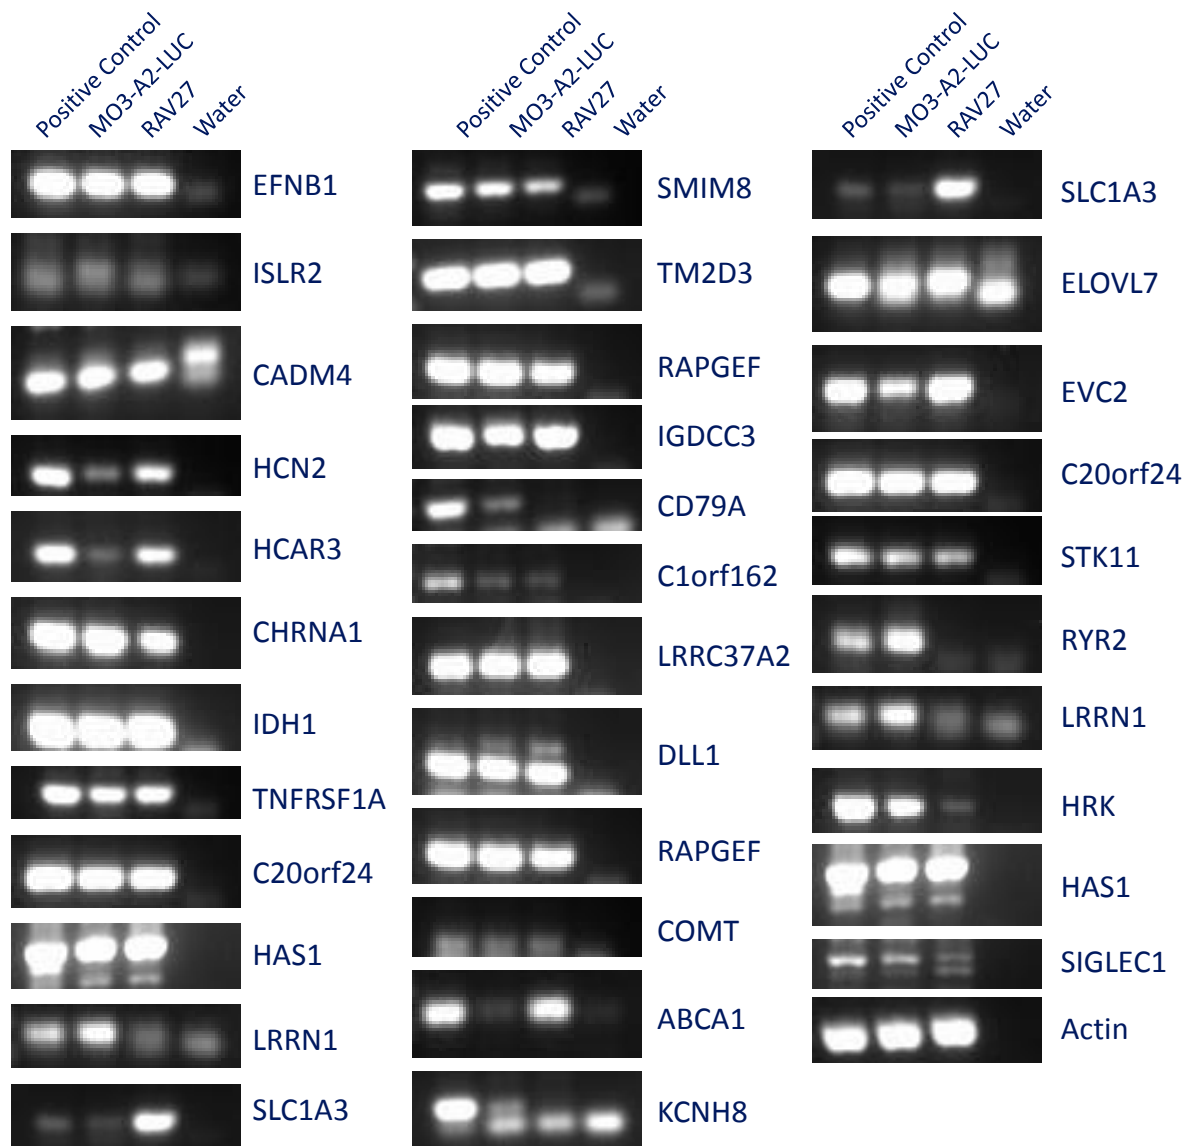 Positive Control
MO3-A2-LUC
RAV27
Water
EFNB1
ISLR2
CADM4
HCN2
HCAR3
CHRNA1
IDH1
TNFRSF1A
C20orf24
HAS1
LRRN1
SLC1A3
Positive Control
MO3-A2-LUC
RAV27
Water
SMIM8
TM2D3
RAPGEF
IGDCC3
CD79A
C1orf162
LRRC37A2
DLL1
RAPGEF
COMT
ABCA1
KCNH8
Positive Control
MO3-A2-LUC
RAV27
Water
SLC1A3
ELOVL7
EVC2
C20orf24
STK11
RYR2
LRRN1
HRK
HAS1
SIGLEC1
Actin